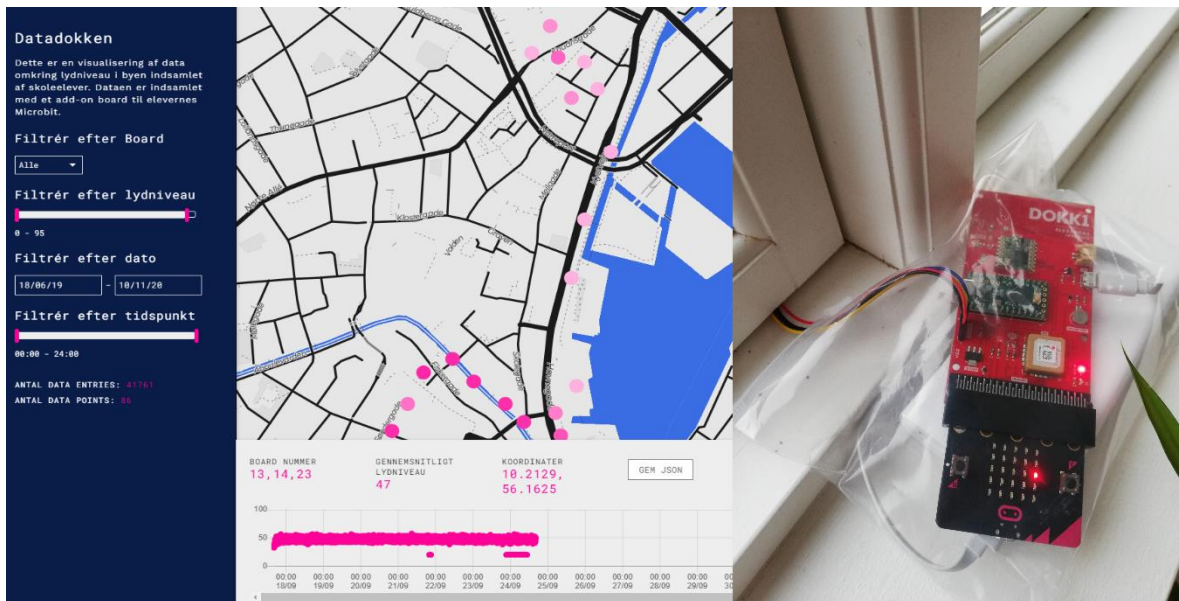 Datadokken
Dette er en visualisering af data
omkring lydniveau i byen indsamlet
af skoleelever. Dataen er indsamlet
med et add-on board til elevernes
Microbit.
Filtrér efter Board
Alle
Filtrér efter lydniveau
0 - 95
Filtrér efter dato
18/06/19 - 10/11/20
Filtrér efter tidspunkt
00:00 - 24:00
ANTAL DATA ENTRIES: 41761
ANTAL DATA POINTS: 86
Klostergade
Volden
Graven
Mejlgade
BOARD NUMMER
13,14,23
GENNEMSNITLIGT
LYDNIVEAU
47
KOORDINATER
10.2129,
56.1625
GEM JSON
100
50
0
00:00 00:00 00:00 00:00 00:00 00:00 00:00 00:00 00:00 00:00 00:00 00:00
18/09 19/09 20/09 21/09 22/09 23/09 24/09 25/09 26/09 27/09 28/09 29/09
DOKK1